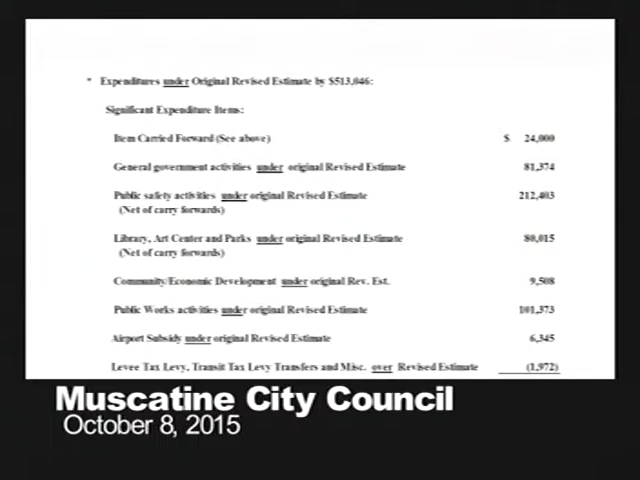 * Expenditures under Original Revised Estimate by $513,046:
Significant Expenditure Items:
Item Carried Forward (See above) $ 24,000
General government activities under original Revised Estimate 81,374
Public safety activities under original Revised Estimate 212,403
(Net of carry forwards)
Library, Art Center and Parks under original Revised Estimate 80,015
(Net of carry forwards)
Community/Economic Development under original Rev. Est. 9,508
Public Works activities under original Revised Estimate 101,373
Airport Subsidy under original Revised Estimate 6,345
Levee Tax Levy, Transit Tax Levy Transfers and Misc. over Revised Estimate (1,972)
Muscatine City Council
October 8, 2015